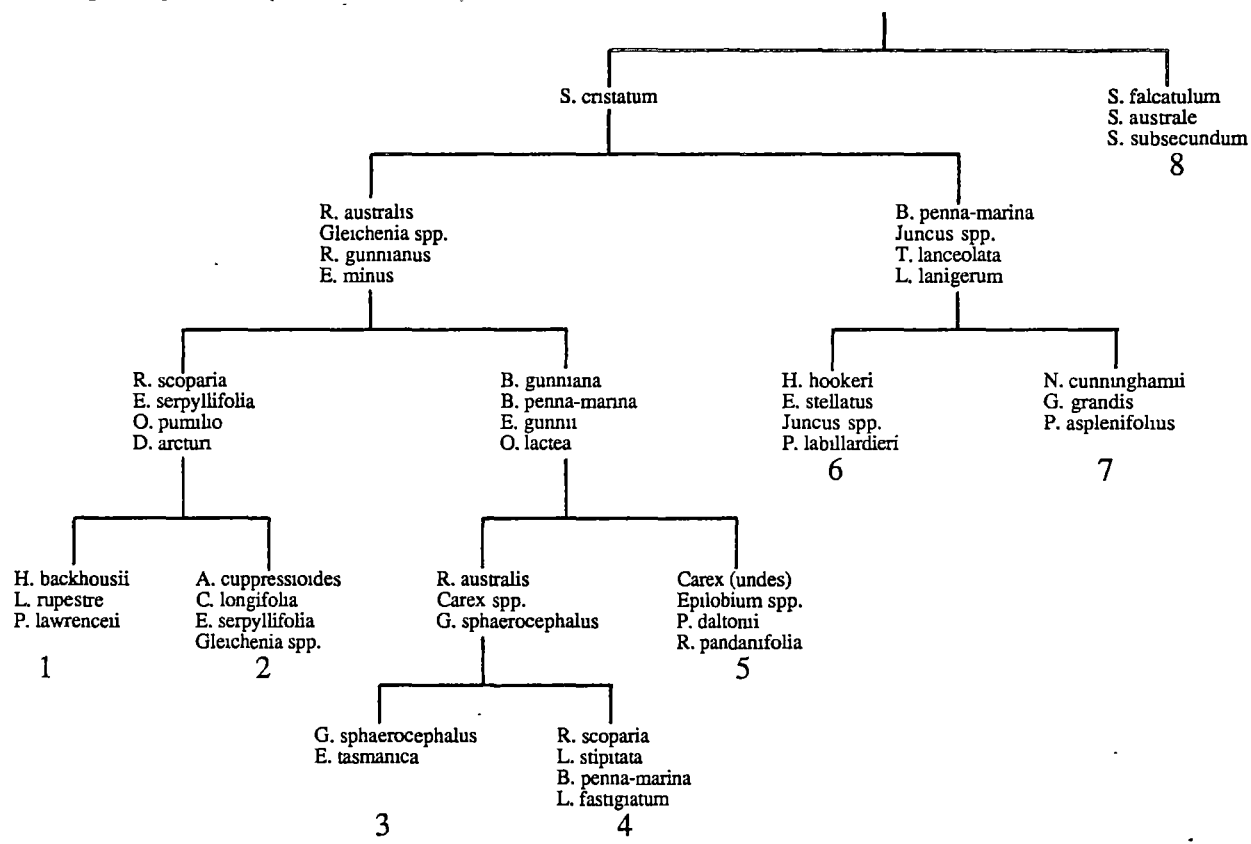 S. cristatum
S. falcatulum
S. australe
S. subsecundum
8
R. australis
Gleichenia spp.
R. gunnianus
E. minus
B. penna-marina
Juncus spp.
T. lanceolata
L. lanigerum
R. scoparia
E. serpyllifolia
O. pumilio
D. arcturi
B. gunniana
B. penna-marina
E. gunnii
O. lactea
H. hookeri
E. stellatus
Juncus spp.
P. labillardieri
6
N. cunninghamii
G. grandis
P. asplenifolius
7
H. backhousii
L. rupestre
P. lawrenceii
1
A. cuppressioides
C. longifolia
E. serpyllifolia
Gleichenia spp.
2
R. australis
Carex spp.
G. sphaerocephalus
Carex (undes)
Epilobium spp.
P. daltonii
R. pandanifolia
5
G. sphaerocephalus
E. tasmanica
3
R. scoparia
L. stipitata
B. penna-marina
L. fastigiatum
4